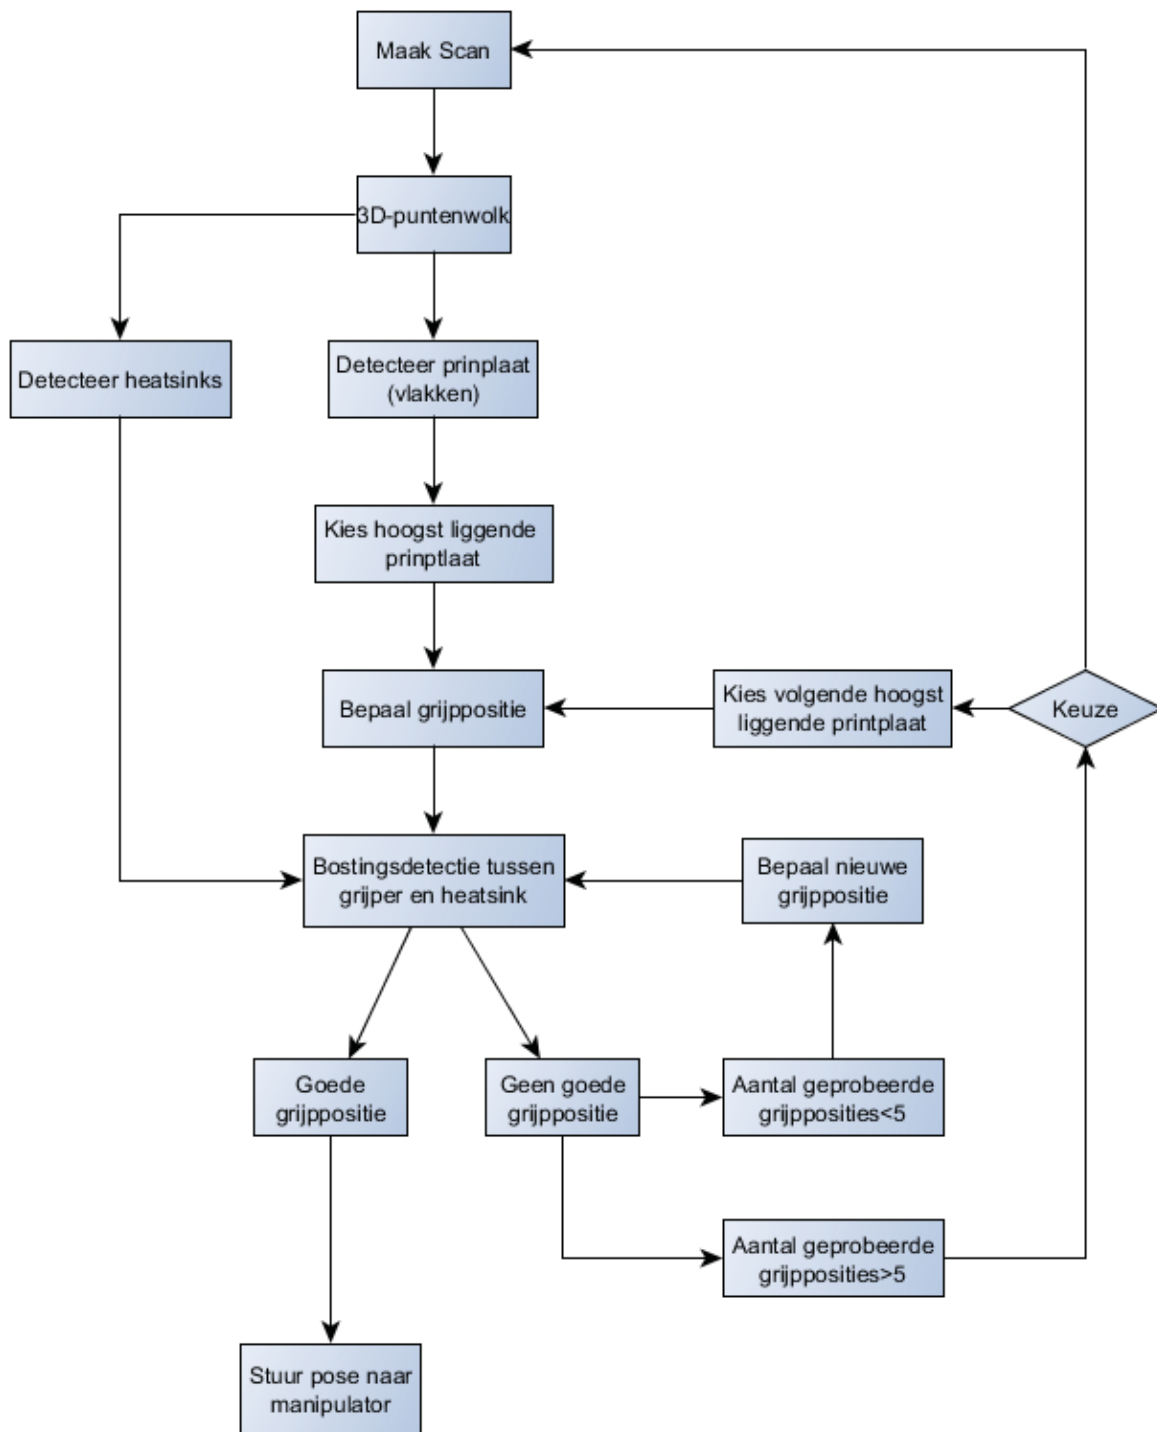 Maak Scan
3D-puntenwolk
Detecteer heatsinks
Detecteer prinplaat
(vlakken)
Kies hoogst liggende
prinptlaat
Bepaal grijppositie
Kies volgende hoogst
liggende printplaat
Keuze
Bostingsdetectie tussen
grijper en heatsink
Bepaal nieuwe
grijppositie
Goede
grijppositie
Geen goede
grijppositie
Aantal geprobeerde
grijpposities<5
Aantal geprobeerde
grijpposities>5
Stuur pose naar
manipulator